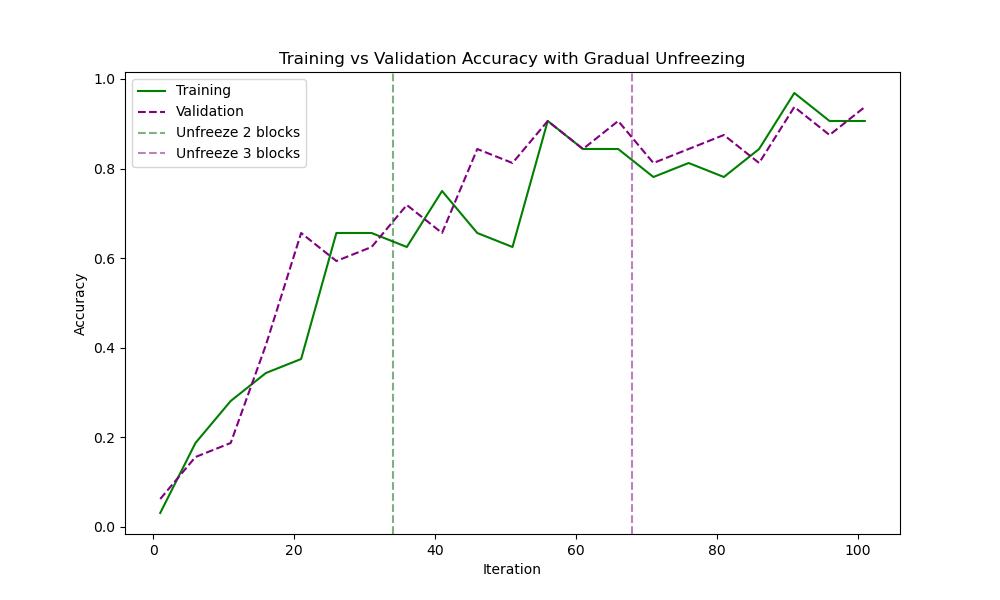 Training vs Validation Accuracy with Gradual Unfreezing
1.0
0.8
0.6
0.4
0.2
0.0
Accuracy
Training
Validation
Unfreeze 2 blocks
Unfreeze 3 blocks
0 20 40 60 80 100
Iteration